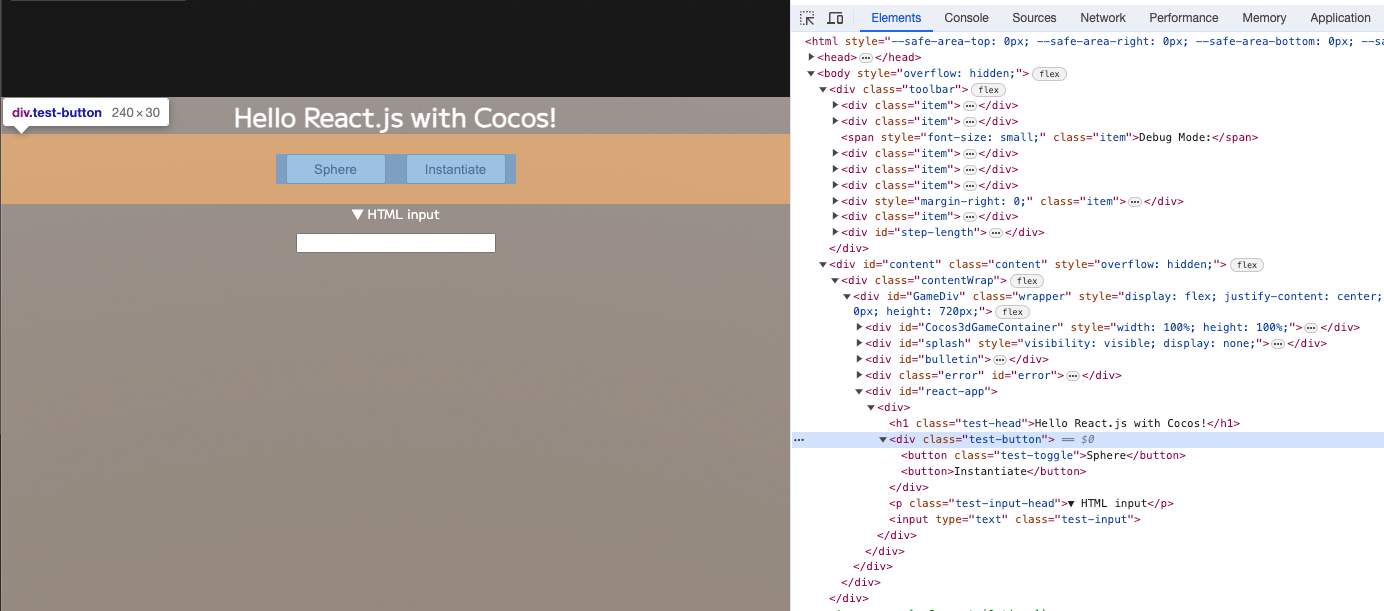 Elements Console Sources Network Performance Memory Application
<html style="--safe-area-top: 0px; --safe-area-right: 0px; --safe-area-bottom: 0px; --sa
<head> ••• </head>
<body style="overflow: hidden;"> flex
<div class="toolbar"> flex
<div class="item"> ••• </div>
<div class="item"> ••• </div>
<span style="font-size: small;" class="item">Debug Mode:</span>
<div class="item"> ••• </div>
<div class="item"> ••• </div>
<div class="item"> ••• </div>
<div style="margin-right: 0;" class="item"> ••• </div>
<div class="item"> ••• </div>
<div id="step-length"> ••• </div>
</div>
<div id="content" class="content" style="overflow: hidden;"> flex
<div class="contentWrap"> flex
<div id="GameDiv" class="wrapper" style="display: flex; justify-content: center;
0px; height: 720px;"> flex
<div id="Cocos3dGameContainer" style="width: 100%; height: 100%;"> ••• </div>
<div id="splash" style="visibility: visible; display: none;"> ••• </div>
<div id="bulletin"> ••• </div>
<div class="error" id="error"> ••• </div>
<div id="react-app">
<div>
<h1 class="test-head">Hello React.js with Cocos!</h1>
<div class="test-button"> == $0
<button class="test-toggle">Sphere</button>
<button>Instantiate</button>
</div>
<p class="test-input-head">▼ HTML input</p>
<input type="text" class="test-input">
</div>
</div>
</div>
</div>
</div>
div.test-button 240×30
Hello React.js with Cocos!
Sphere Instantiate
▼ HTML input